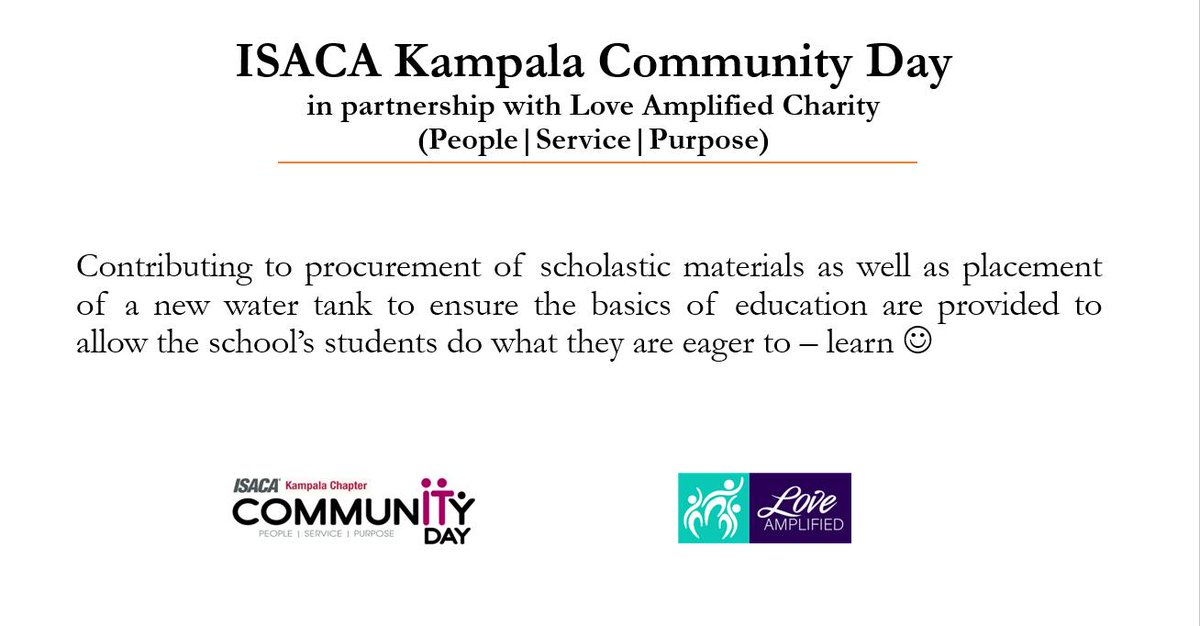 ISACA Kampala Community Day
in partnership with Love Amplified Charity
(People|Service|Purpose)
Contributing to procurement of scholastic materials as well as placement
of a new water tank to ensure the basics of education are provided to
allow the school’s students do what they are eager to – learn ☺
ISACA® Kampala Chapter
COMMUNITY
DAY
PEOPLE | SERVICE | PURPOSE
Love
AMPLIFIED